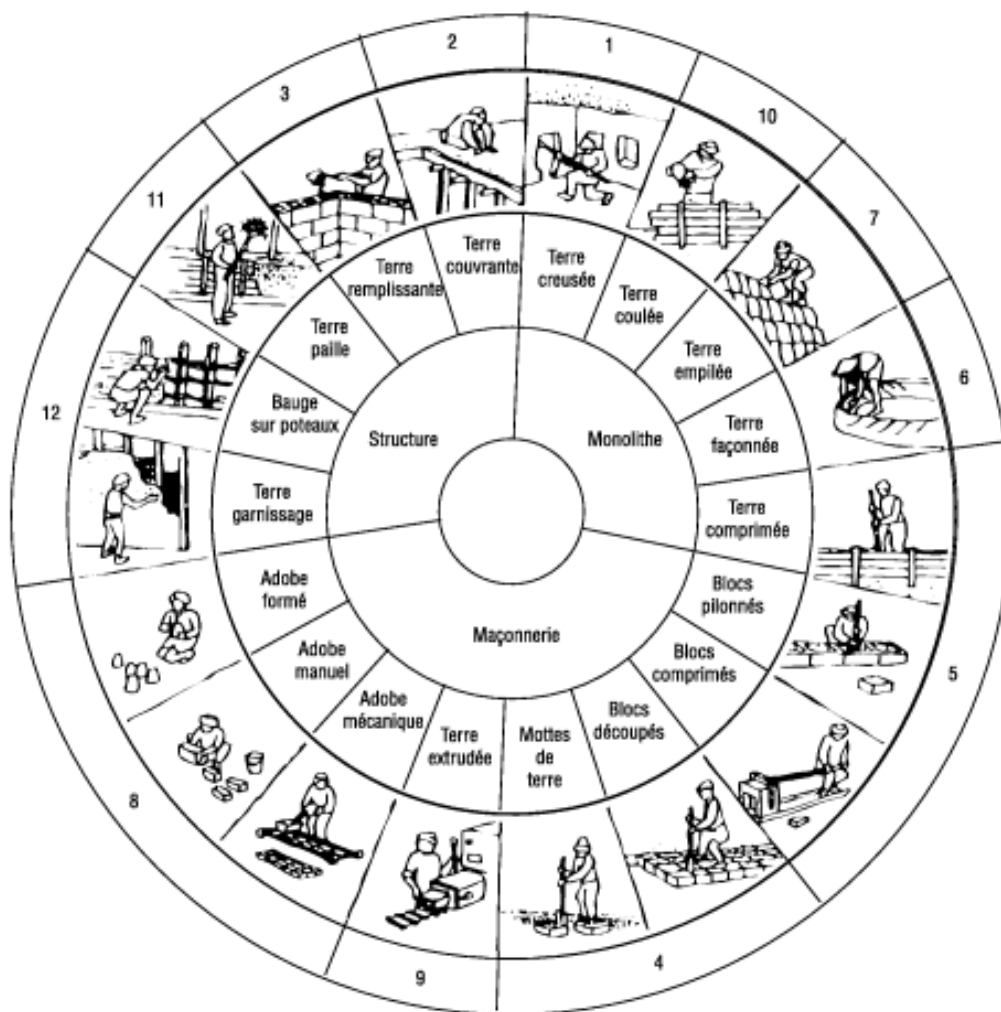 1
10
7
6
5
4
9
8
12
11
3
2
Terre
creusée
Terre
coulée
Terre
empilée
Terre
façonnée
Terre
comprimée
Blocs
pilonnés
Blocs
comprimés
Blocs
découpés
Mottes
de
terre
Terre
extrudée
Adobe
mécanique
Adobe
manuel
Adobe
formé
Terre
garnissage
Bauge
sur poteaux
Terre
paille
Terre
remplissante
Terre
couvrante
Structure
Monolithe
Maçonnerie